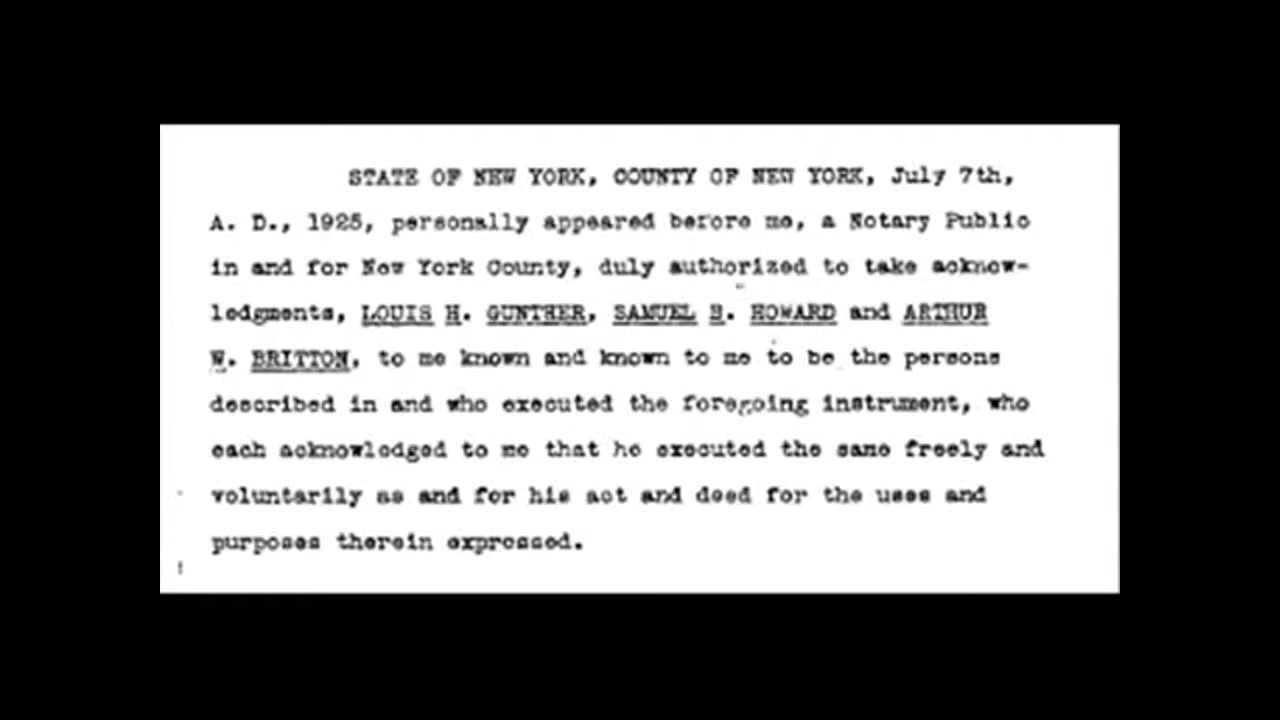 STATE OF NEW YORK, COUNTY OF NEW YORK, July 7th,
A. D., 1925, personally appeared before me, a Notary Public
in and for New York County, duly authorized to take acknow-
ledgments, LOUIS H. GUNTHER, SAMUEL B. HOWARD and ARTHUR
W. BRITTON, to me known and known to me to be the persons
described in and who executed the foregoing instrument, who
each acknowledged to me that he executed the same freely and
voluntarily as and for his act and deed for the uses and
purposes therein expressed.